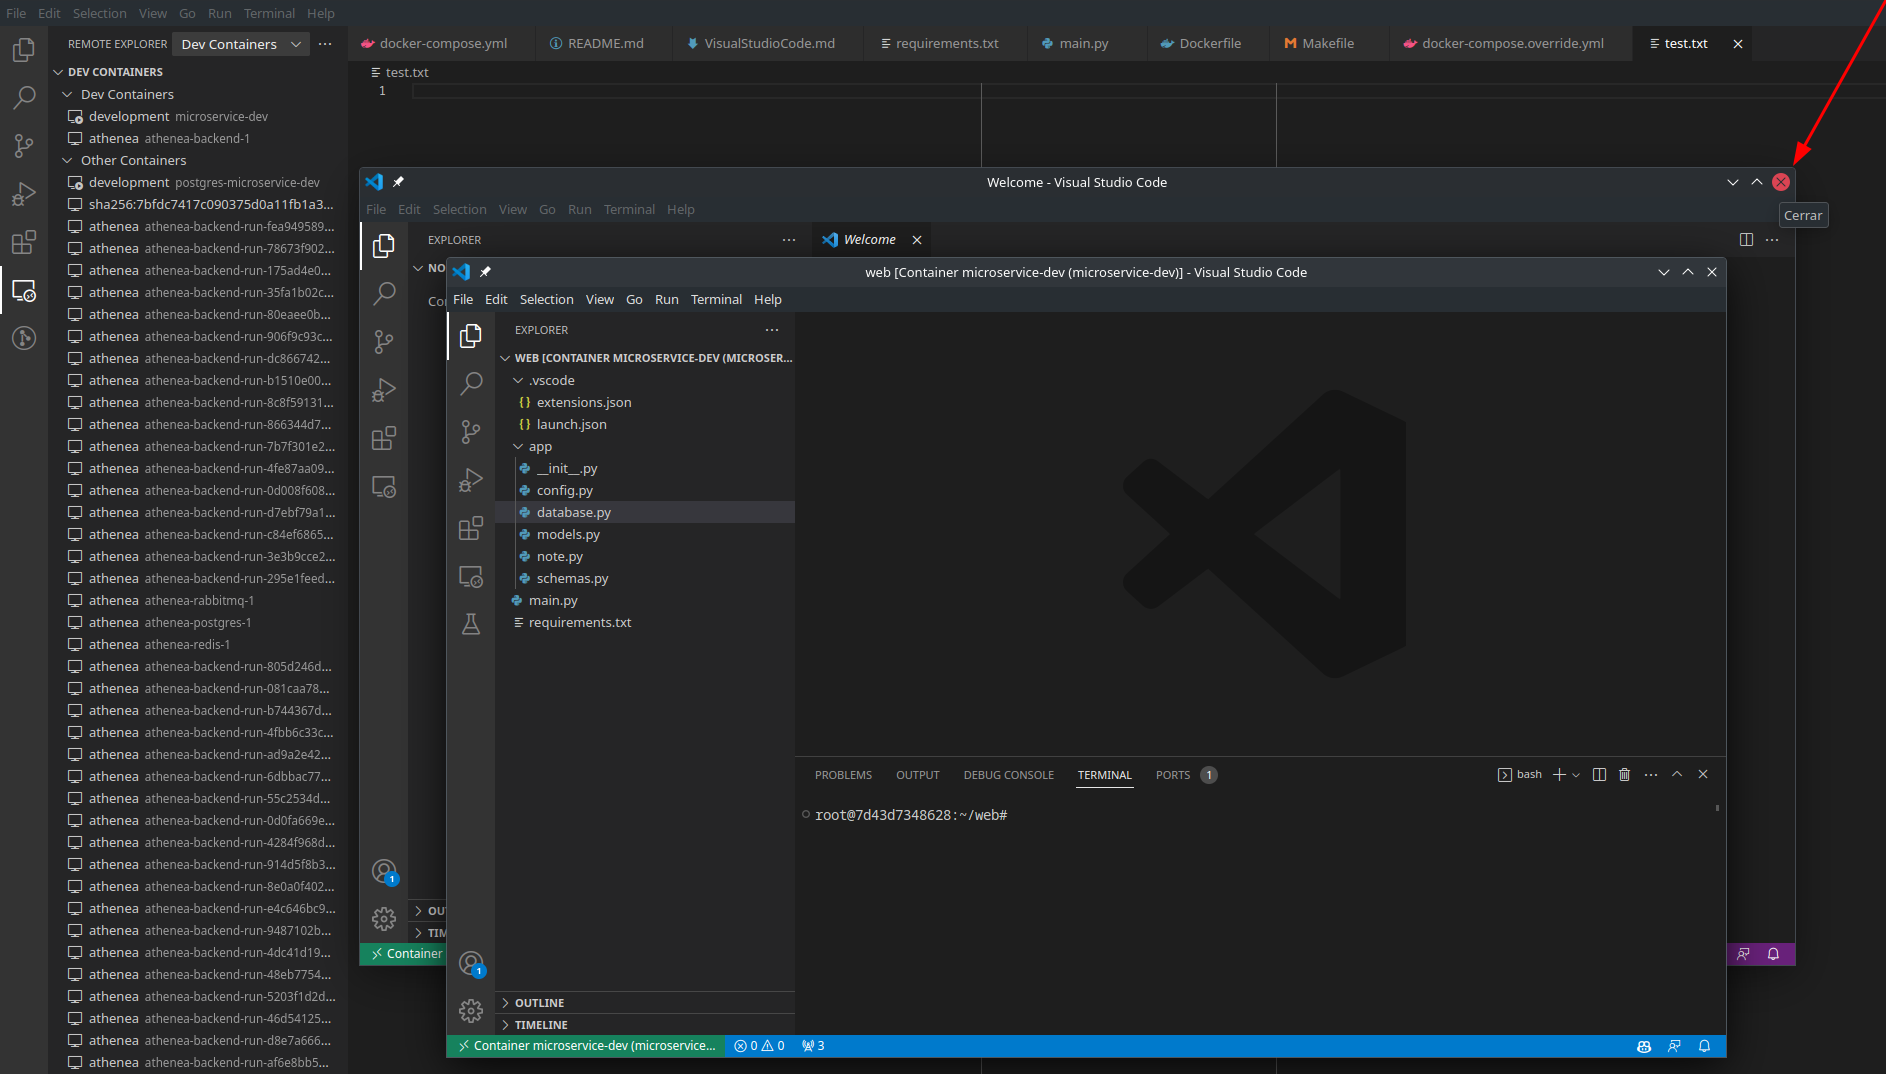 File Edit Selection View Go Run Terminal Help
REMOTE EXPLORER Dev Containers
docker-compose.yml README.md VisualStudioCode.md requirements.txt main.py Dockerfile Makefile docker-compose.override.yml test.txt
test.txt
1
DEV CONTAINERS
Dev Containers
development microservice-dev
athenea athenea-backend-1
Other Containers
development postgres-microservice-dev
sha256:7bfdc7417c090375d0a11fb1a3...
athenea athenea-backend-run-fea949589...
athenea athenea-backend-run-78673f902...
athenea athenea-backend-run-175ad4e0...
athenea athenea-backend-run-35fa1b02c...
athenea athenea-backend-run-80eaee0b...
athenea athenea-backend-run-906f9c93c...
athenea athenea-backend-run-dc866742...
athenea athenea-backend-run-b1510e00...
athenea athenea-backend-run-8c8f59131...
athenea athenea-backend-run-866344d7...
athenea athenea-backend-run-7b7f301e2...
athenea athenea-backend-run-4fe87aa09...
athenea athenea-backend-run-0d008f608...
athenea athenea-backend-run-d7ebf79a1...
athenea athenea-backend-run-c84ef6865...
athenea athenea-backend-run-3e3b9cce2...
athenea athenea-backend-run-295e1feed...
athenea athenea-rabbitmq-1
athenea athenea-postgres-1
athenea athenea-redis-1
athenea athenea-backend-run-805d246d...
athenea athenea-backend-run-081caa78...
athenea athenea-backend-run-b744367d...
athenea athenea-backend-run-4fbb6c33c...
athenea athenea-backend-run-ad9a2e42...
athenea athenea-backend-run-6dbbac77...
athenea athenea-backend-run-55c2534d...
athenea athenea-backend-run-0d0fa669e...
athenea athenea-backend-run-4284f968d...
athenea athenea-backend-run-914d5f8b3...
athenea athenea-backend-run-8e0a0f402...
athenea athenea-backend-run-e4c646bc9...
athenea athenea-backend-run-9487102b...
athenea athenea-backend-run-4dc41d19...
athenea athenea-backend-run-48eb7754...
athenea athenea-backend-run-5203f1d2d...
athenea athenea-backend-run-46d54125...
athenea athenea-backend-run-d8e7a666...
athenea athenea-backend-run-af6e8bb5...
Welcome - Visual Studio Code
Cerrar
File Edit Selection View Go Run Terminal Help
EXPLORER
Welcome
NO
Co
1
OU
TIM
Container
web [Container microservice-dev (microservice-dev)] - Visual Studio Code
File Edit Selection View Go Run Terminal Help
EXPLORER
WEB [CONTAINER MICROSERVICE-DEV (MICROSER...
.vscode
{} extensions.json
{} launch.json
app
__init__.py
config.py
database.py
models.py
note.py
schemas.py
main.py
requirements.txt
1
OUTLINE
TIMELINE
PROBLEMS OUTPUT DEBUG CONSOLE TERMINAL PORTS 1
bash
root@7d43d7348628:~/web#
Container microservice-dev (microservice... 0 0 3